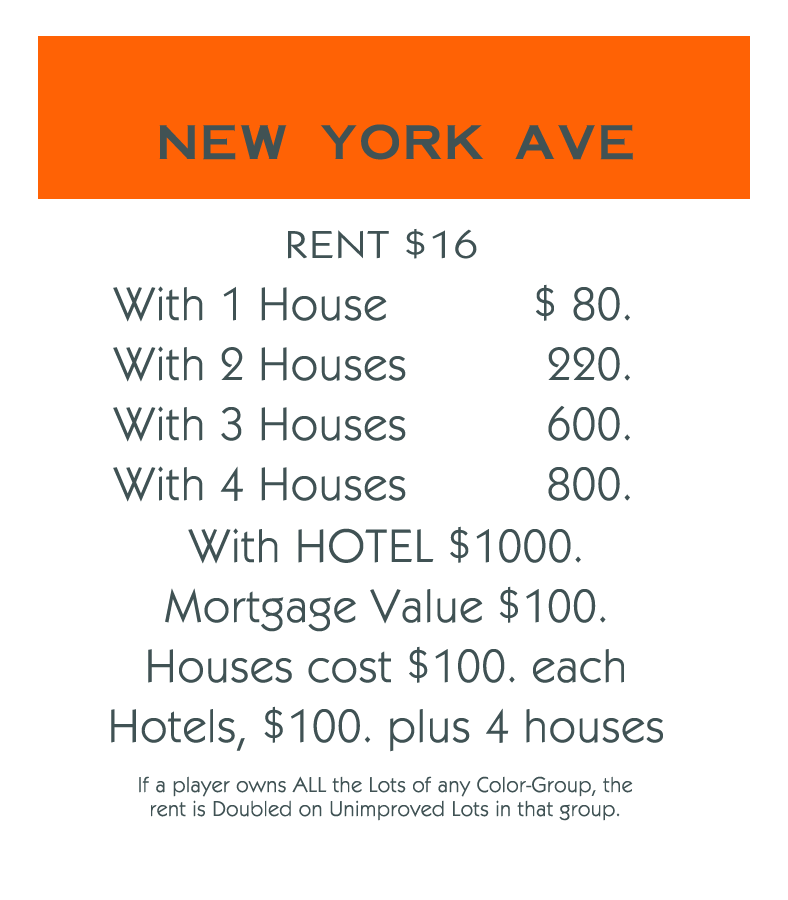 NEW YORK AVE
RENT $16
With 1 House $ 80.
With 2 Houses 220.
With 3 Houses 600.
With 4 Houses 800.
With HOTEL $1000.
Mortgage Value $100.
Houses cost $100. each
Hotels, $100. plus 4 houses
If a player owns ALL the Lots of any Color-Group, the
rent is Doubled on Unimproved Lots in that group.